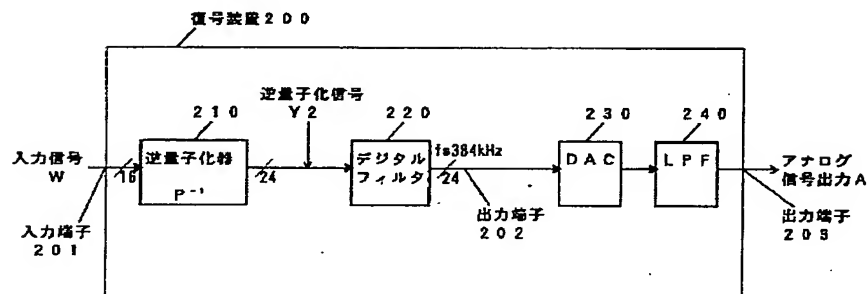 復号装置200
210
逆量子化信号
Y2
220
230
240
入力信号
W
16
逆量子化器
P⁻¹
24
デジタル
フィルタ
fs384kHz
24
DAC
LPF
アナログ
信号出力A
入力端子
201
出力端子
202
出力端子
203